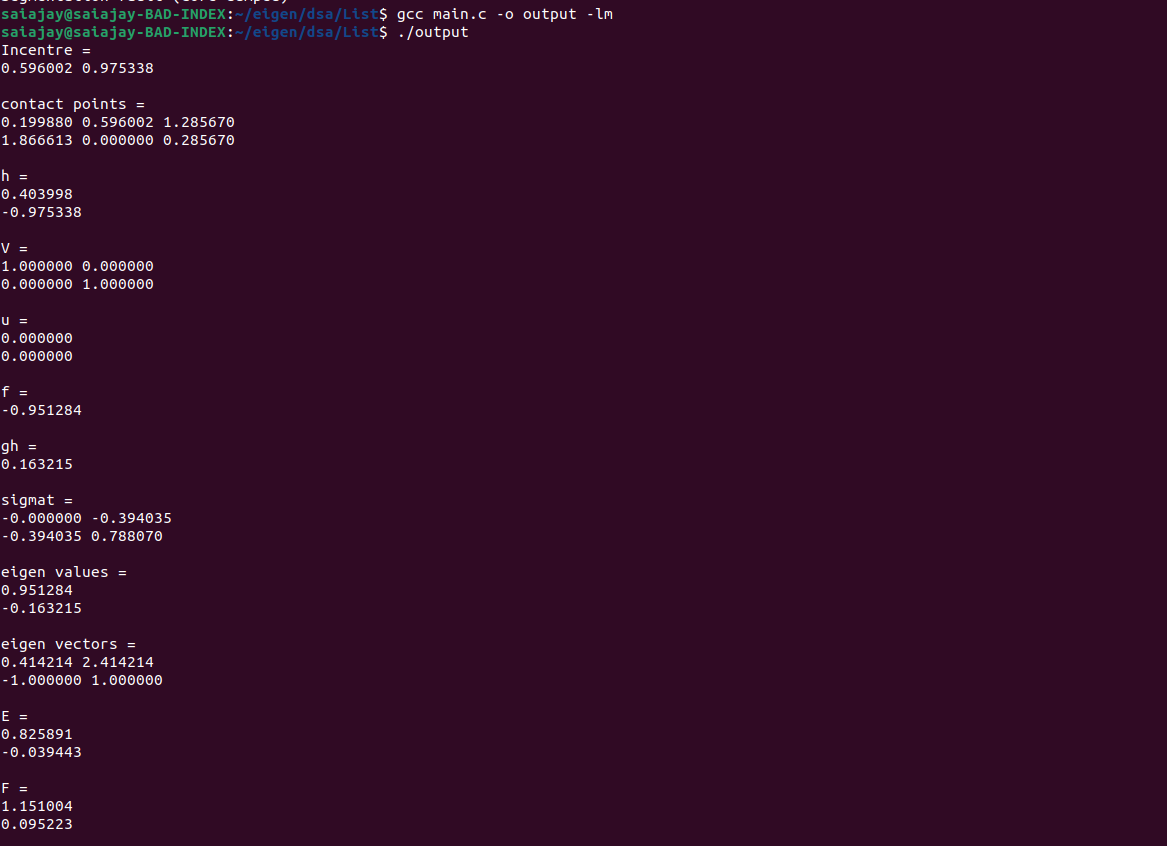 saiajay@saiajay-BAD-INDEX:~/eigen/dsa/List$ gcc main.c -o output -lm
saiajay@saiajay-BAD-INDEX:~/eigen/dsa/List$ ./output
Incentre =
0.596002 0.975338
contact points =
0.199880 0.596002 1.285670
1.866613 0.000000 0.285670
h =
0.403998
-0.975338
V =
1.000000 0.000000
0.000000 1.000000
u =
0.000000
0.000000
f =
-0.951284
gh =
0.163215
sigmat =
-0.000000 -0.394035
-0.394035 0.788070
eigen values =
0.951284
-0.163215
eigen vectors =
0.414214 2.414214
-1.000000 1.000000
E =
0.825891
-0.039443
F =
1.151004
0.095223